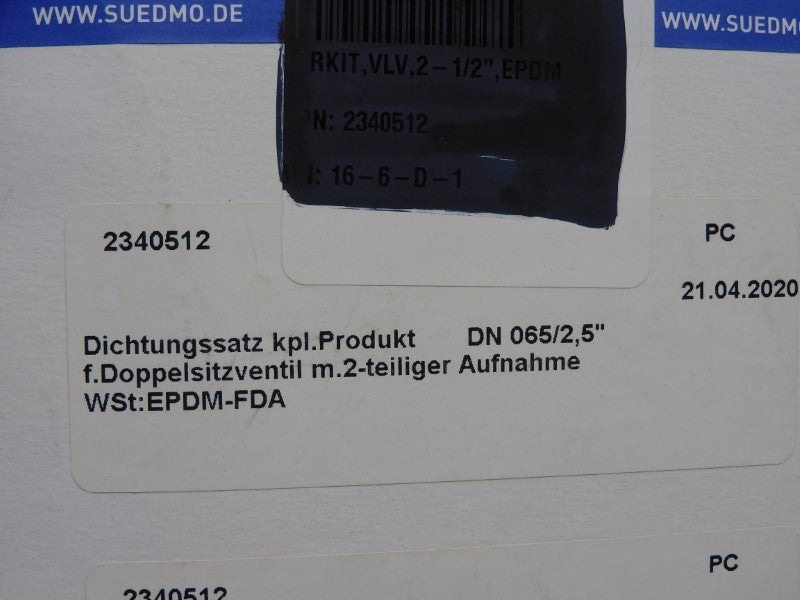 WWW.SUEDMO.DE
WWW.SUEDMO
RKIT,VLV,2-1/2",EPDM
PN: 2340512
: 16-6-D-1
2340512
PC
21.04.2020
Dichtungssatz kpl.Produkt DN 065/2,5"
f.Doppelsitzventil m.2-teiliger Aufnahme
WSt:EPDM-FDA
PC
2340512